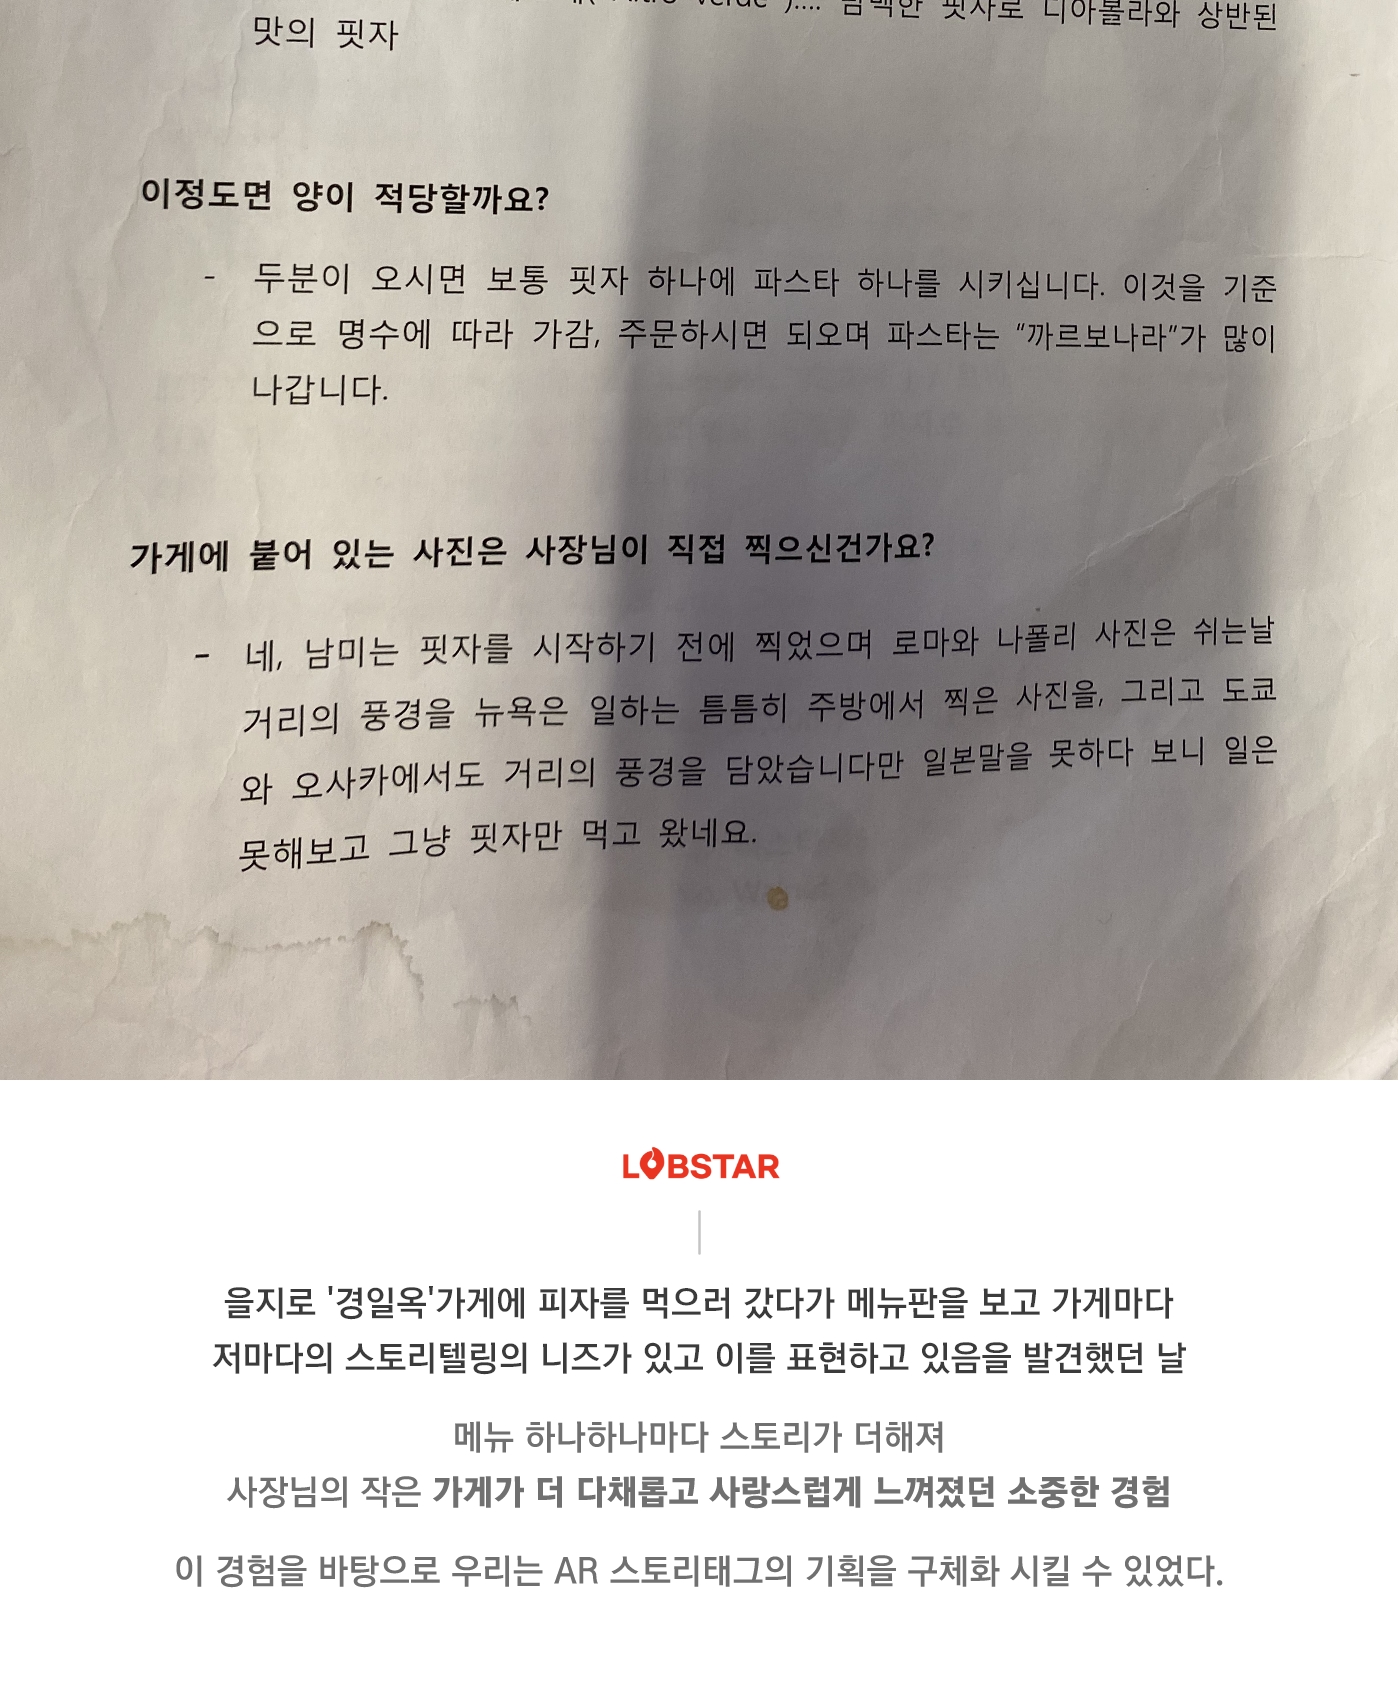 담백한 핏자로 디아볼라와 상반된
맛의 핏자
이정도면 양이 적당할까요?
- 두분이 오시면 보통 핏자 하나에 파스타 하나를 시키십니다. 이것을 기준
으로 명수에 따라 가감, 주문하시면 되오며 파스타는 “까르보나라”가 많이
나갑니다.
가게에 붙어 있는 사진은 사장님이 직접 찍으신건가요?
- 네, 남미는 핏자를 시작하기 전에 찍었으며 로마와 나폴리 사진은 쉬는날
거리의 풍경을 뉴욕은 일하는 틈틈히 주방에서 찍은 사진을, 그리고 도쿄
와 오사카에서도 거리의 풍경을 담았습니다만 일본말을 못하다 보니 일은
못해보고 그냥 핏자만 먹고 왔네요.
LOBSTAR
을지로 '경일옥'가게에 피자를 먹으러 갔다가 메뉴판을 보고 가게마다
저마다의 스토리텔링의 니즈가 있고 이를 표현하고 있음을 발견했던 날
메뉴 하나하나마다 스토리가 더해져
사장님의 작은 가게가 더 다채롭고 사랑스럽게 느껴졌던 소중한 경험
이 경험을 바탕으로 우리는 AR 스토리태그의 기획을 구체화 시킬 수 있었다.